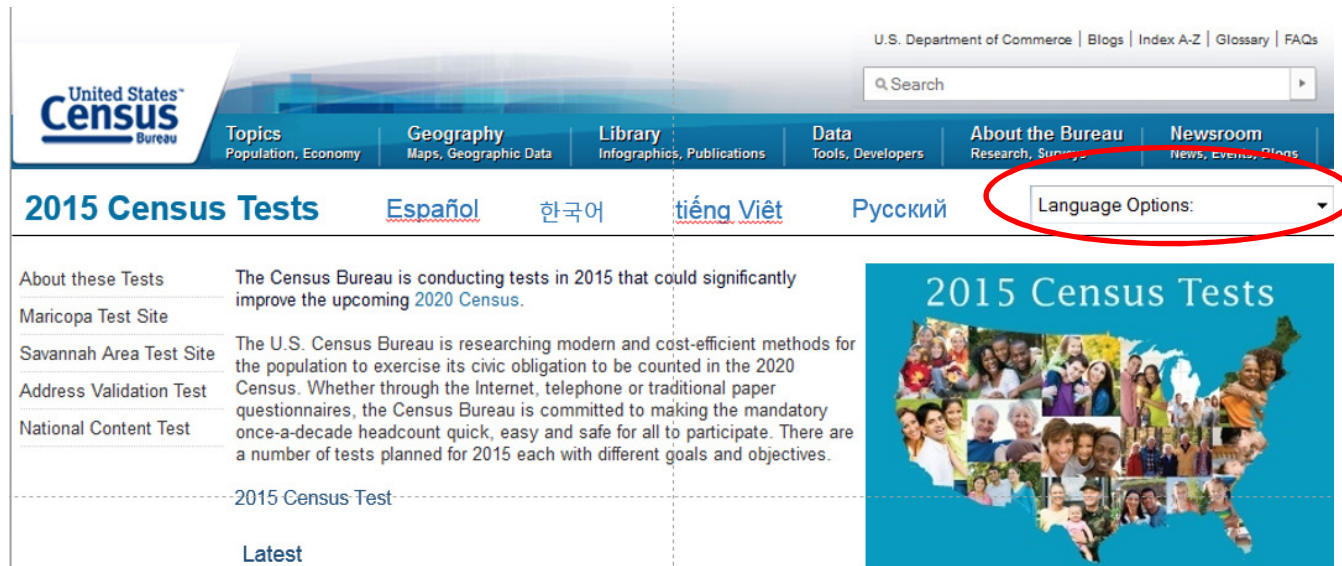 U.S. Department of Commerce | Blogs | Index A-Z | Glossary | FAQs
Search
United States™
Census
Bureau
Topics
Population, Economy
Geography
Maps, Geographic Data
Library
Infographics, Publications
Data
Tools, Developers
About the Bureau
Research, Surveys
Newsroom
News, Events, Blogs
2015 Census Tests
Español
한국어
tiếng Việt
Русский
Language Options:
About these Tests
Maricopa Test Site
Savannah Area Test Site
Address Validation Test
National Content Test
The Census Bureau is conducting tests in 2015 that could significantly
improve the upcoming 2020 Census.
The U.S. Census Bureau is researching modern and cost-efficient methods for
the population to exercise its civic obligation to be counted in the 2020
Census. Whether through the Internet, telephone or traditional paper
questionnaires, the Census Bureau is committed to making the mandatory
once-a-decade headcount quick, easy and safe for all to participate. There are
a number of tests planned for 2015 each with different goals and objectives.
2015 Census Test
Latest
2015 Census Tests